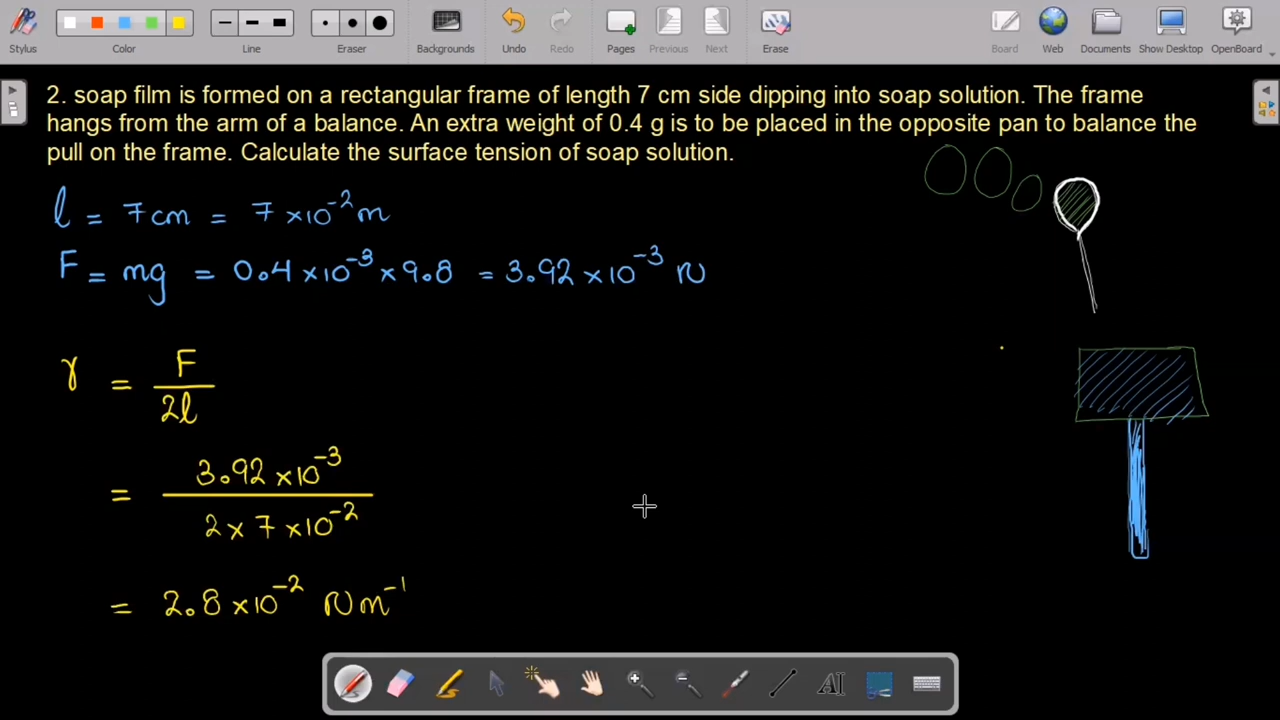 Stylus Color Line Eraser Backgrounds Undo Redo Pages Previous Next Erase Board Web Documents Show Desktop OpenBoard
2. soap film is formed on a rectangular frame of length 7 cm side dipping into soap solution. The frame
hangs from the arm of a balance. An extra weight of 0.4 g is to be placed in the opposite pan to balance the
pull on the frame. Calculate the surface tension of soap solution.
l = 7cm = 7 ×10⁻² m
F = mg = 0.4 ×10⁻³ × 9.8 = 3.92 ×10⁻³ N
γ = F / 2l
= 3.92 ×10⁻³ / 2 × 7 ×10⁻²
= 2.8 ×10⁻² N m⁻¹
AI